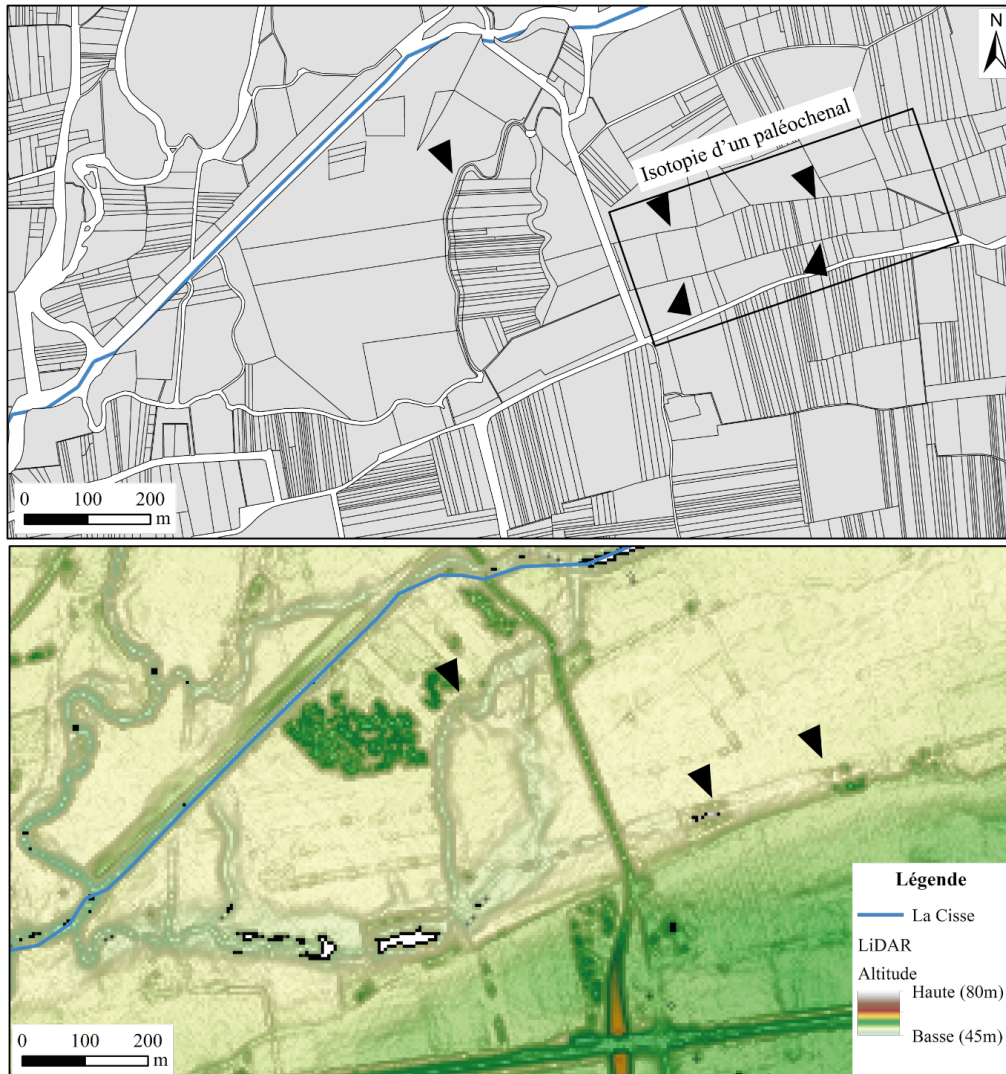 N
Isotopie d'un paléochenal
0 100 200
m
Légende
La Cisse
LiDAR
Altitude
Haute (80m)
Basse (45m)
0 100 200
m